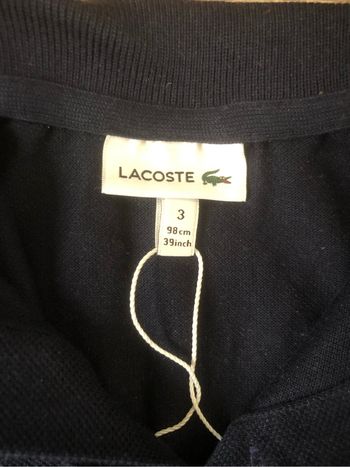 LACOSTE
3
98cm
39inch